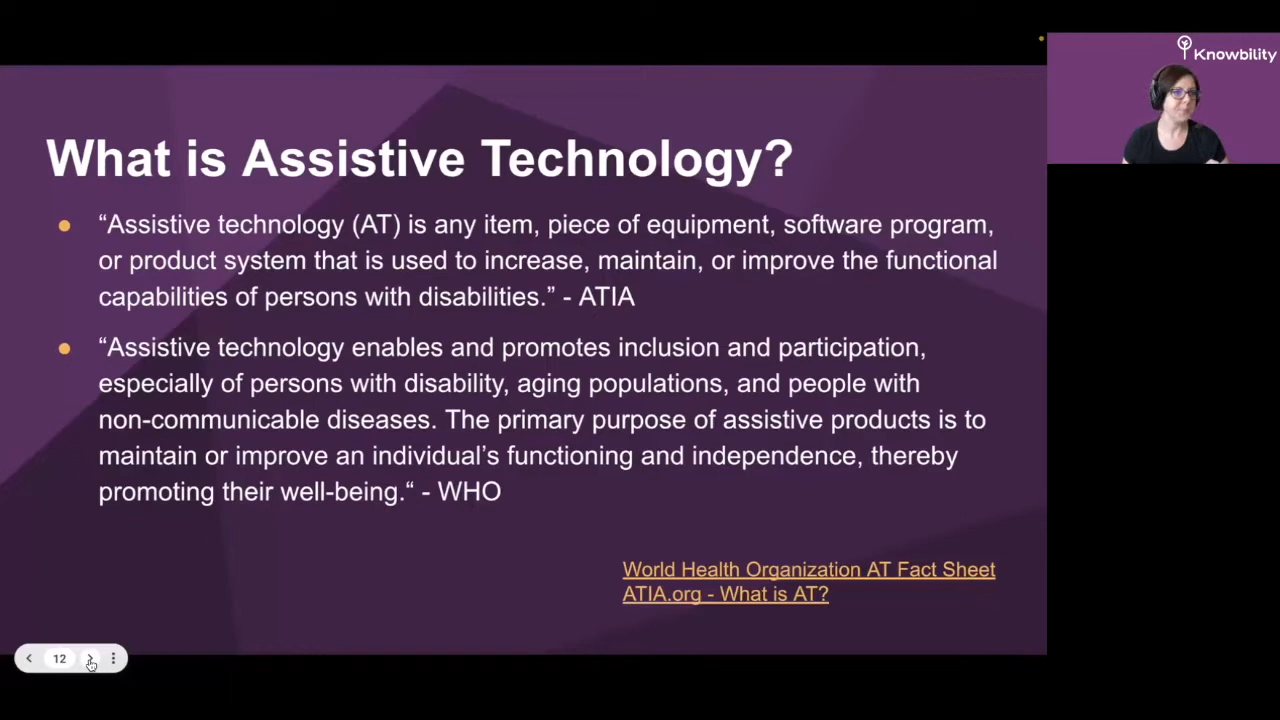 Knowbility
What is Assistive Technology?
● “Assistive technology (AT) is any item, piece of equipment, software program,
or product system that is used to increase, maintain, or improve the functional
capabilities of persons with disabilities.” - ATIA
● “Assistive technology enables and promotes inclusion and participation,
especially of persons with disability, aging populations, and people with
non-communicable diseases. The primary purpose of assistive products is to
maintain or improve an individual’s functioning and independence, thereby
promoting their well-being.“ - WHO
World Health Organization AT Fact Sheet
ATIA.org - What is AT?
12